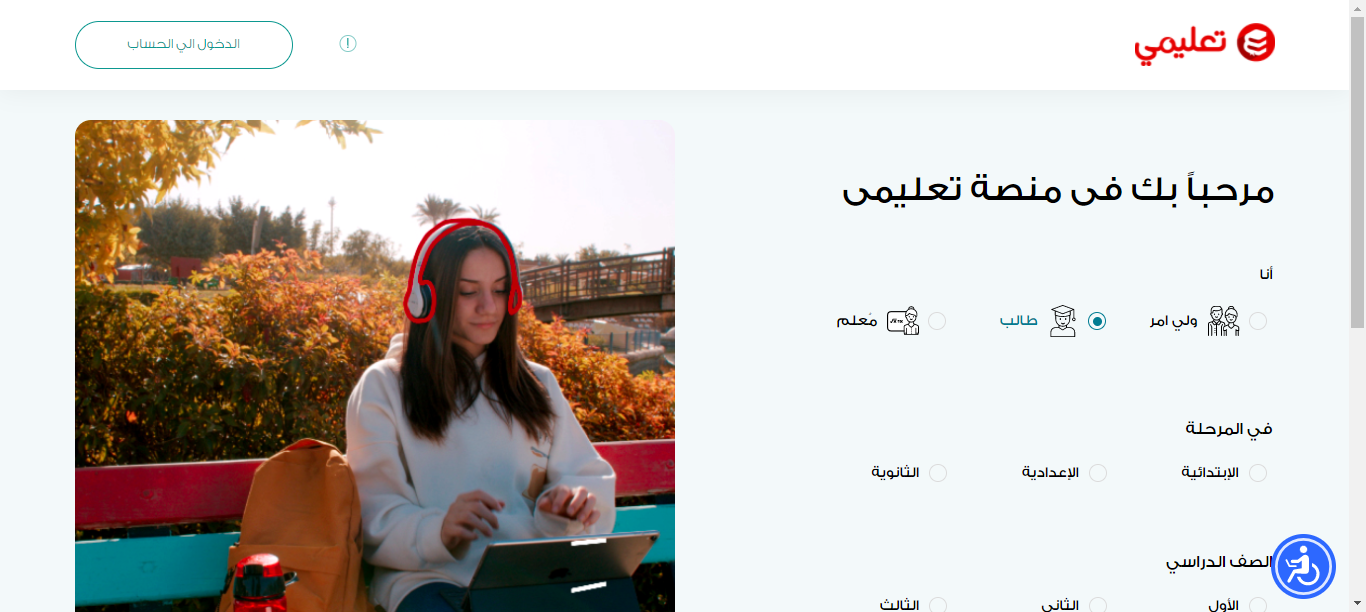 تعليمي
الدخول الي الحساب
مرحباً بك فى منصة تعليمى
أنا
ولي امر
طالب
مُعلم
في المرحلة
الإبتدائية
الإعدادية
الثانوية
الصف الدراسي
الأول
الثانى
الثالث